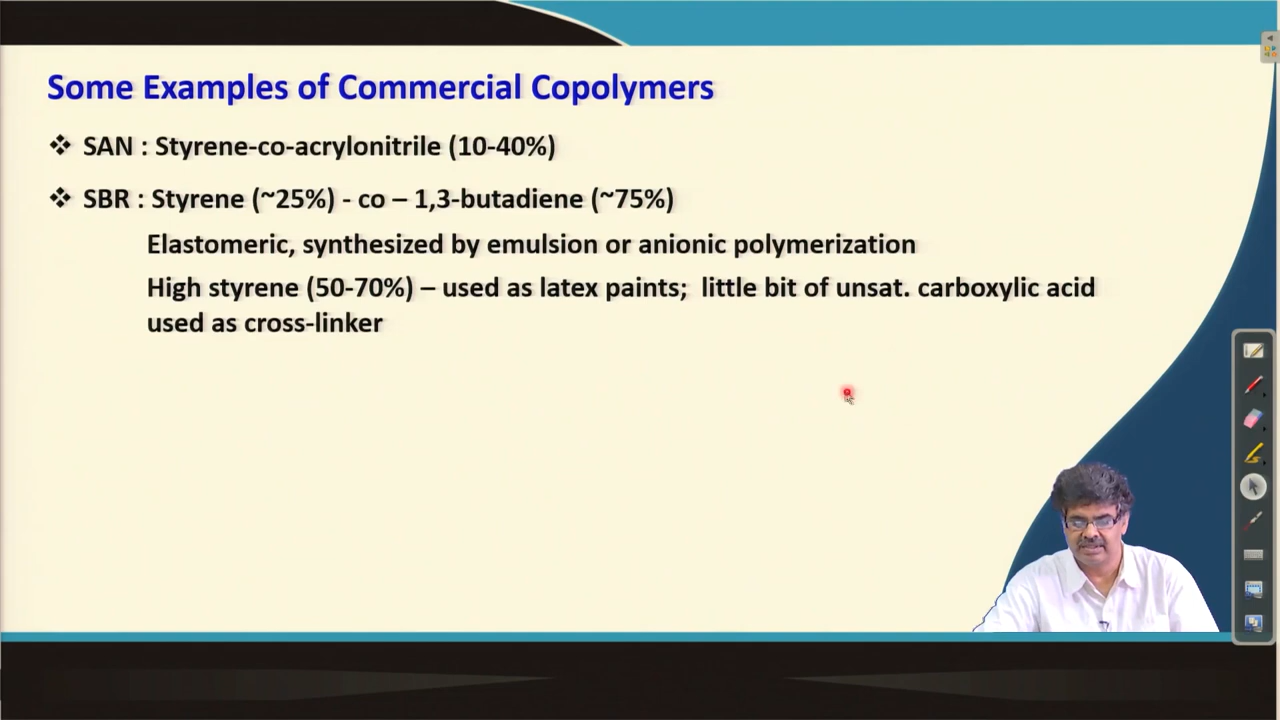 Some Examples of Commercial Copolymers
❖ SAN : Styrene-co-acrylonitrile (10-40%)
❖ SBR : Styrene (~25%) - co – 1,3-butadiene (~75%)
Elastomeric, synthesized by emulsion or anionic polymerization
High styrene (50-70%) – used as latex paints; little bit of unsat. carboxylic acid
used as cross-linker